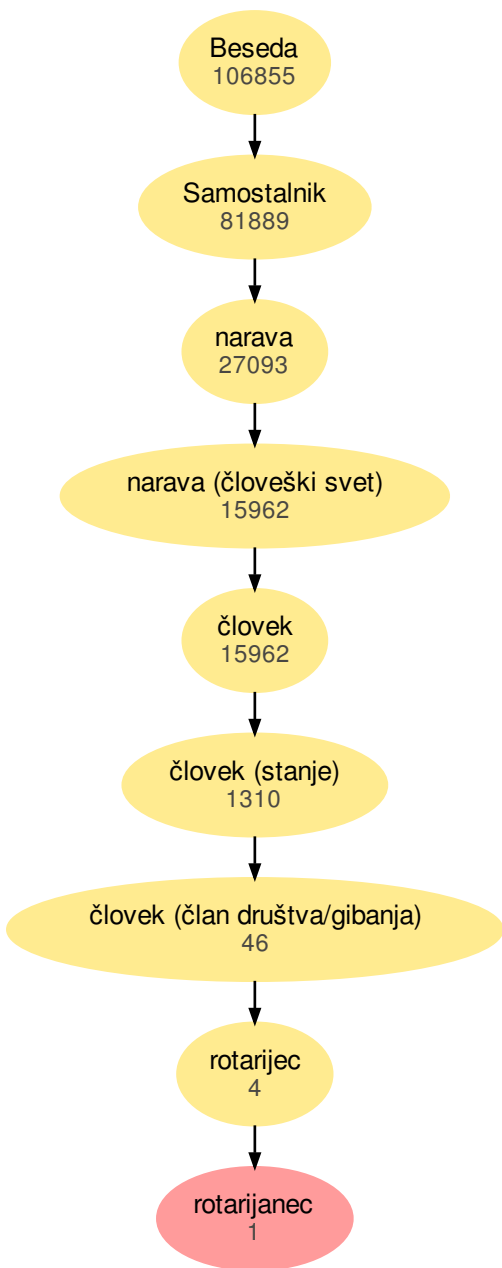 Beseda
106855
Samostalnik
81889
narava
27093
narava (človeški svet)
15962
človek
15962
človek (stanje)
1310
človek (član društva/gibanja)
46
rotarijec
4
rotarijanec
1